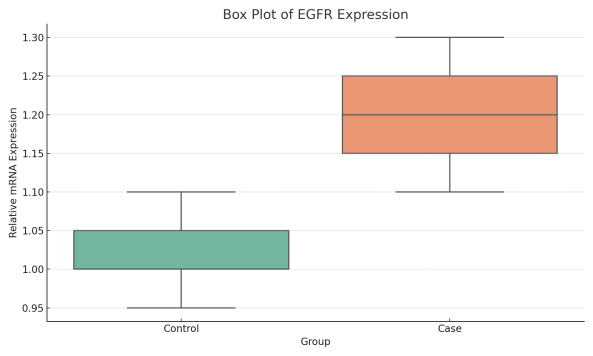 Box Plot of EGFR Expression
Relative mRNA Expression
1.30
1.25
1.20
1.15
1.10
1.05
1.00
0.95
Control
Case
Group